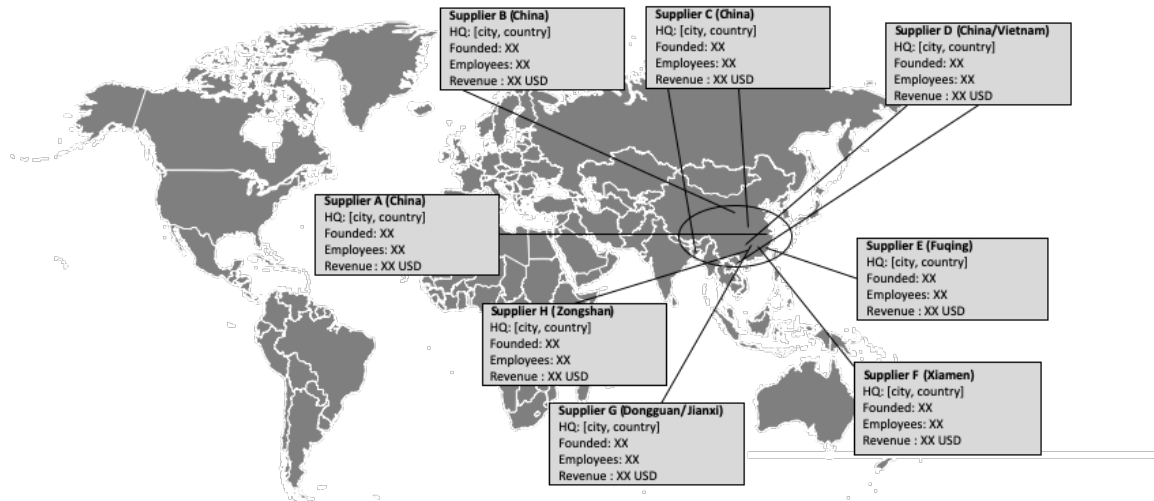 Supplier B (China)
HQ: [city, country]
Founded: XX
Employees: XX
Revenue : XX USD
Supplier C (China)
HQ: [city, country]
Founded: XX
Employees: XX
Revenue : XX USD
Supplier D (China/Vietnam)
HQ: [city, country]
Founded: XX
Employees: XX
Revenue : XX USD
Supplier A (China)
HQ: [city, country]
Founded: XX
Employees: XX
Revenue : XX USD
Supplier E (Fuqing)
HQ: [city, country]
Founded: XX
Employees: XX
Revenue : XX USD
Supplier H (Zongshan)
HQ: [city, country]
Founded: XX
Employees: XX
Revenue : XX USD
Supplier F (Xiamen)
HQ: [city, country]
Founded: XX
Employees: XX
Revenue : XX USD
Supplier G (Dongguan/Jianxi)
HQ: [city, country]
Founded: XX
Employees: XX
Revenue : XX USD